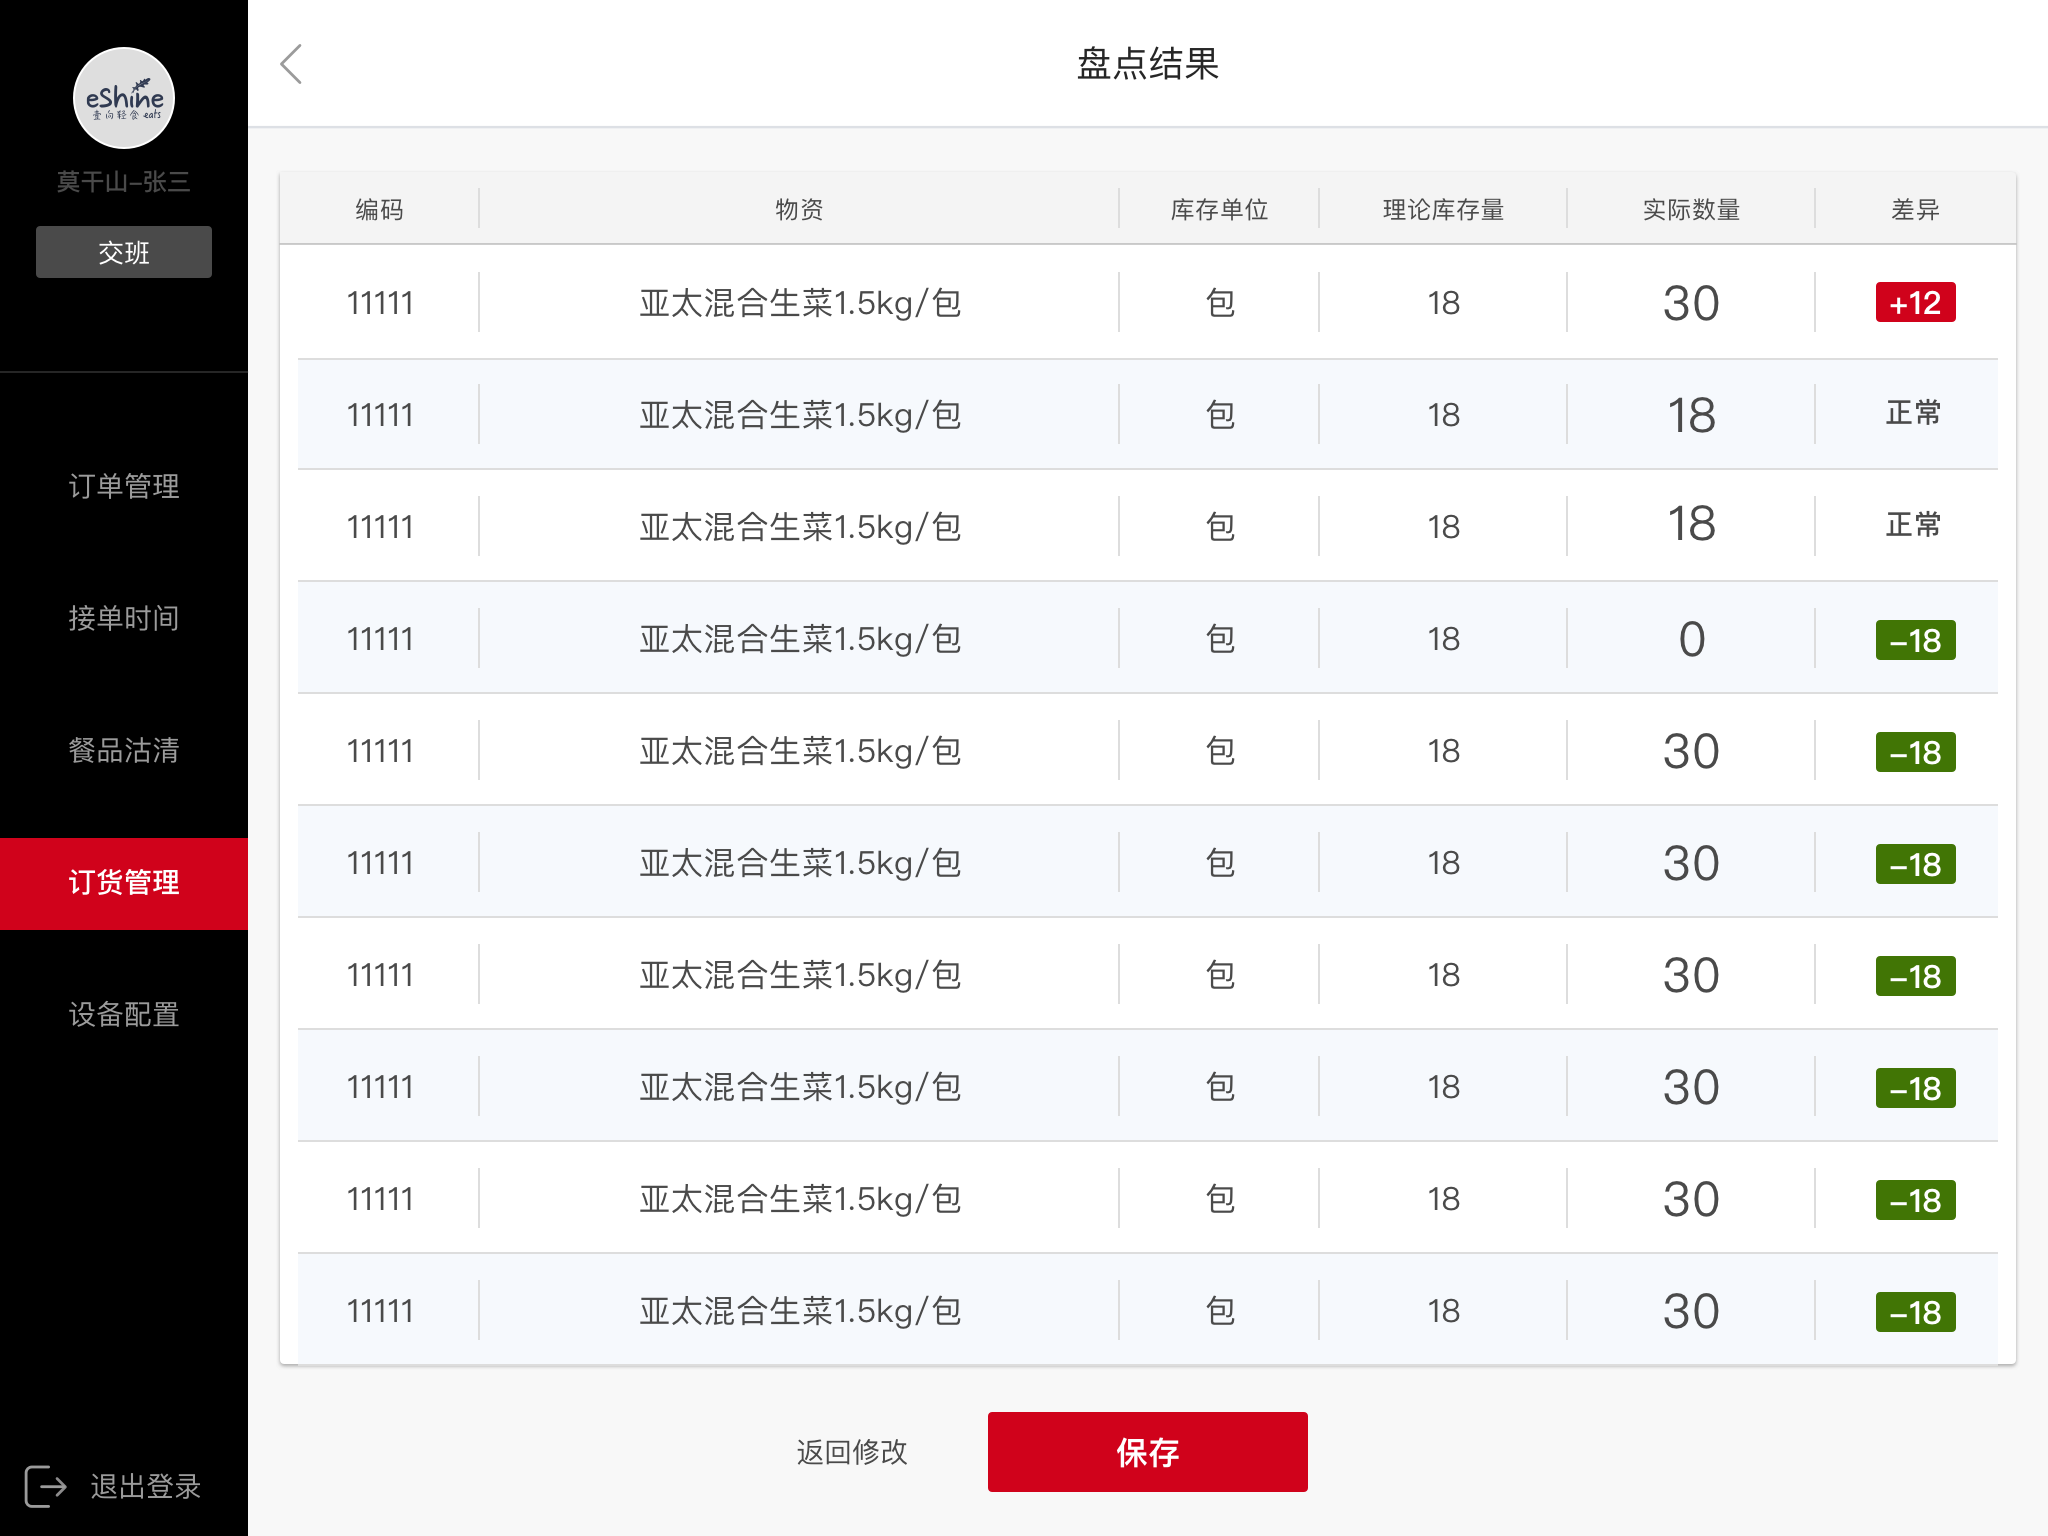 eShine
壹向轻食 eats
莫干山–张三
交班
订单管理
接单时间
餐品沽清
订货管理
设备配置
退出登录
盘点结果
编码 物资 库存单位 理论库存量 实际数量 差异
11111 亚太混合生菜1.5kg/包 包 18 30 +12
11111 亚太混合生菜1.5kg/包 包 18 18 正常
11111 亚太混合生菜1.5kg/包 包 18 18 正常
11111 亚太混合生菜1.5kg/包 包 18 0 –18
11111 亚太混合生菜1.5kg/包 包 18 30 –18
11111 亚太混合生菜1.5kg/包 包 18 30 –18
11111 亚太混合生菜1.5kg/包 包 18 30 –18
11111 亚太混合生菜1.5kg/包 包 18 30 –18
11111 亚太混合生菜1.5kg/包 包 18 30 –18
11111 亚太混合生菜1.5kg/包 包 18 30 –18
返回修改 保存